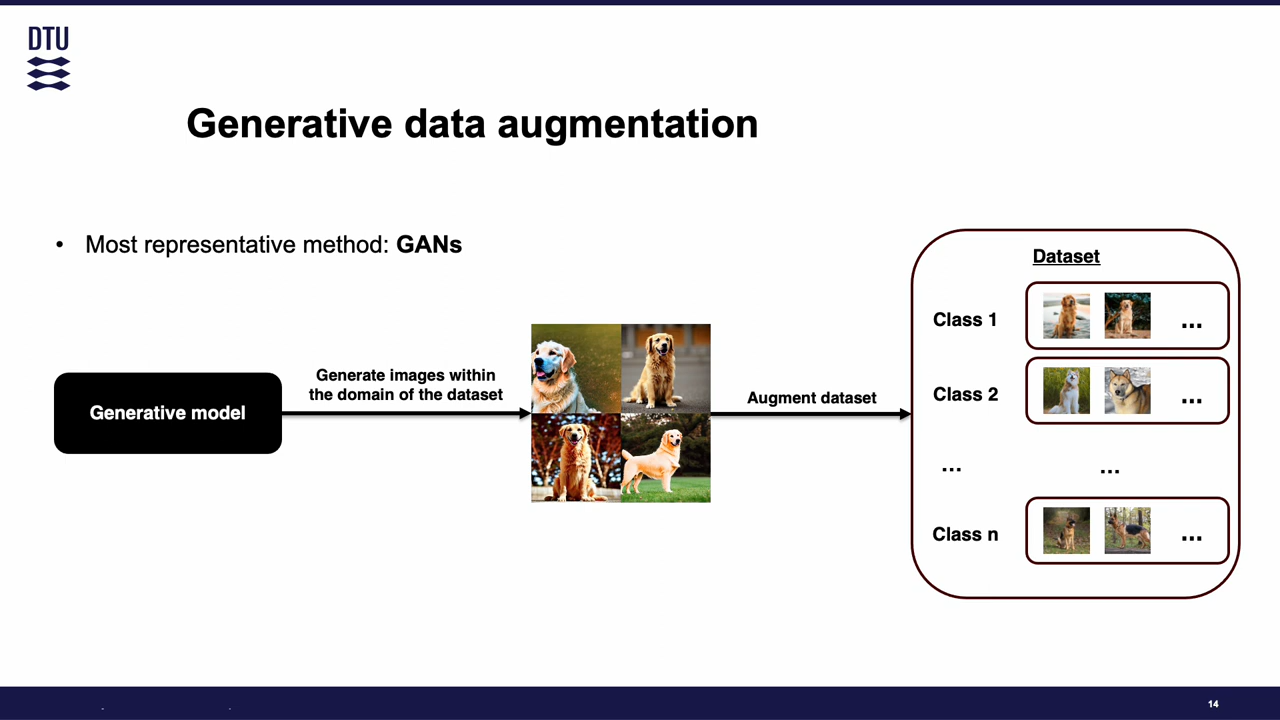 DTU
Generative data augmentation
• Most representative method: GANs
Generative model
Generate images within
the domain of the dataset
Augment dataset
Dataset
Class 1
...
Class 2
...
...
...
Class n
...
14